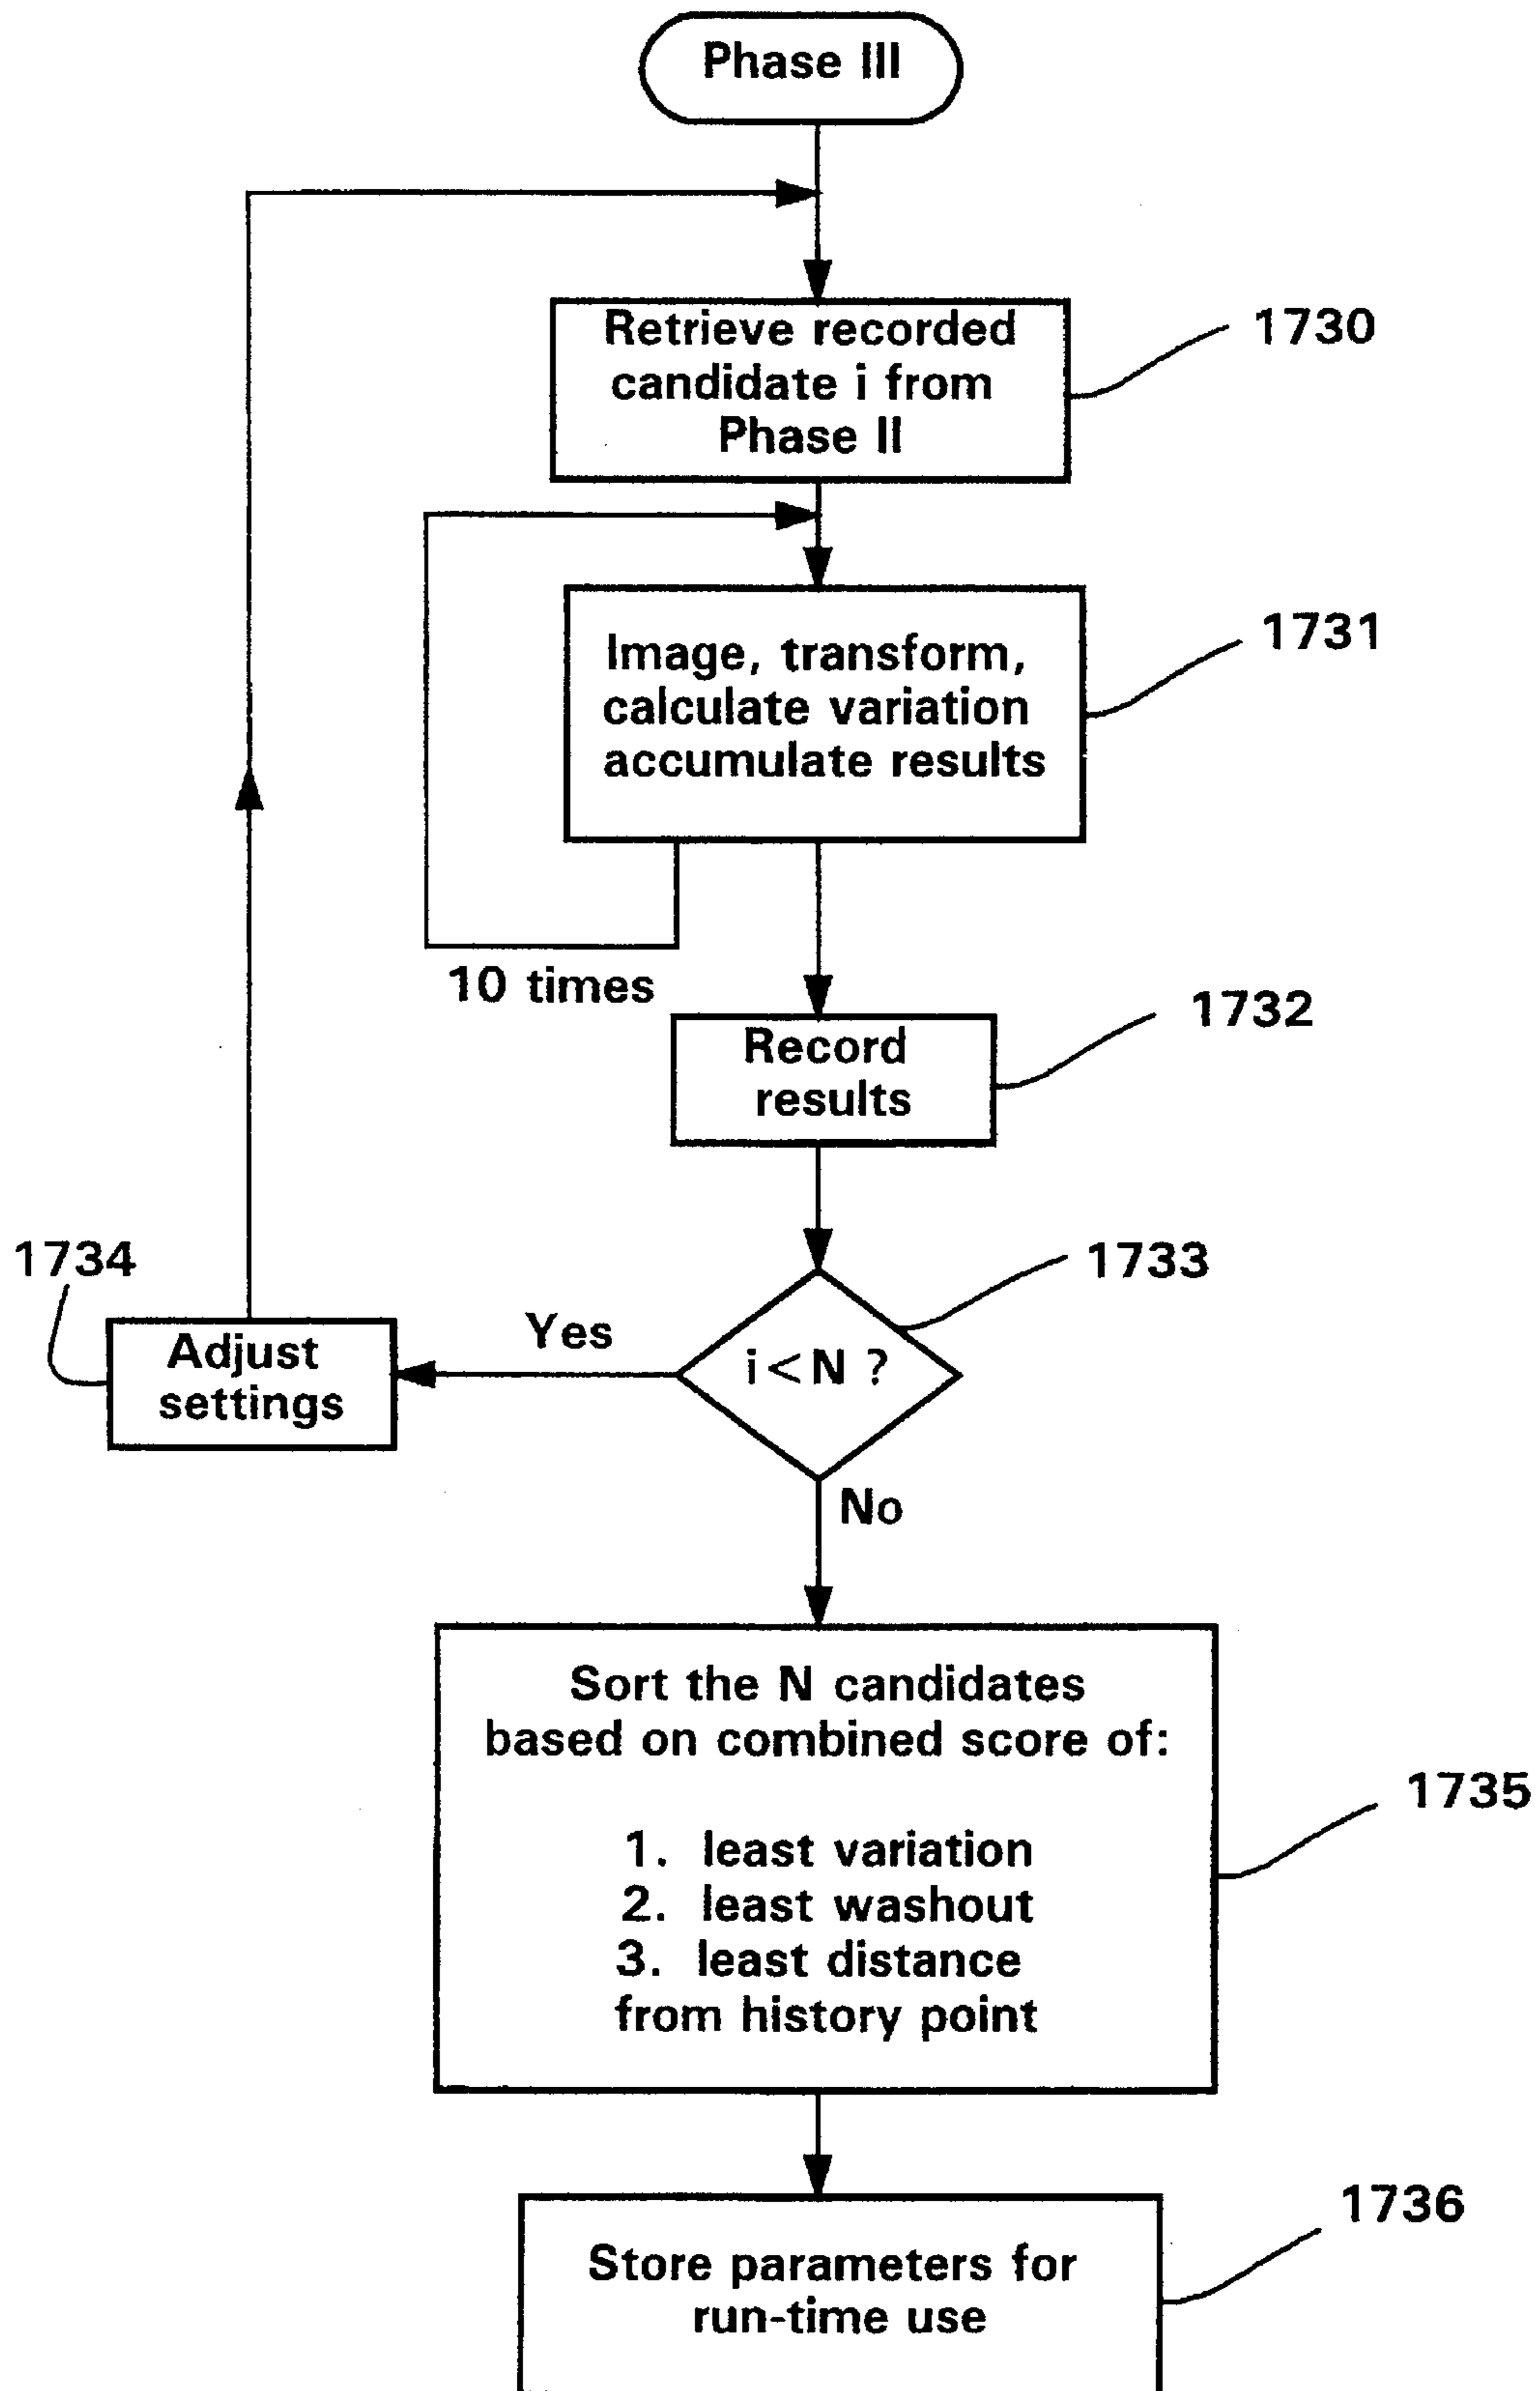 Phase III
Retrieve recorded
candidate i from
Phase II
1730
Image, transform,
calculate variation
accumulate results
1731
10 times
Record
results
1732
i<N ?
1733
Yes
Adjust
settings
1734
No
Sort the N candidates
based on combined score of:
1. least variation
2. least washout
3. least distance
from history point
1735
Store parameters for
run-time use
1736